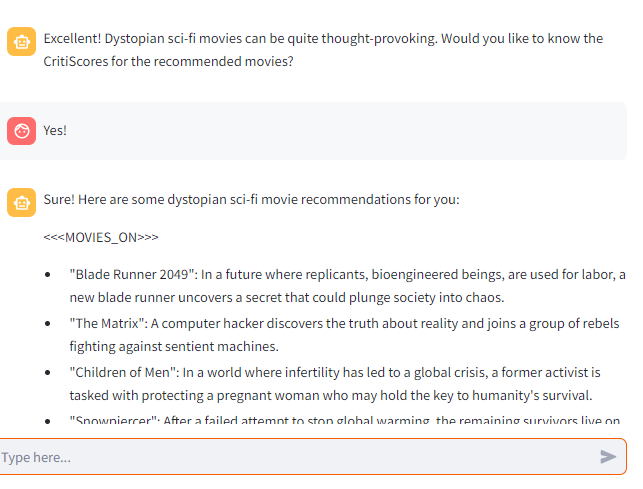 Excellent! Dystopian sci-fi movies can be quite thought-provoking. Would you like to know the
CritiScores for the recommended movies?
Yes!
Sure! Here are some dystopian sci-fi movie recommendations for you:
<<<MOVIES_ON>>>
• "Blade Runner 2049": In a future where replicants, bioengineered beings, are used for labor, a
new blade runner uncovers a secret that could plunge society into chaos.
• "The Matrix": A computer hacker discovers the truth about reality and joins a group of rebels
fighting against sentient machines.
• "Children of Men": In a world where infertility has led to a global crisis, a former activist is
tasked with protecting a pregnant woman who may hold the key to humanity's survival.
• "Snowpiercer": After a failed attempt to stop global warming, the remaining survivors live on
Type here...